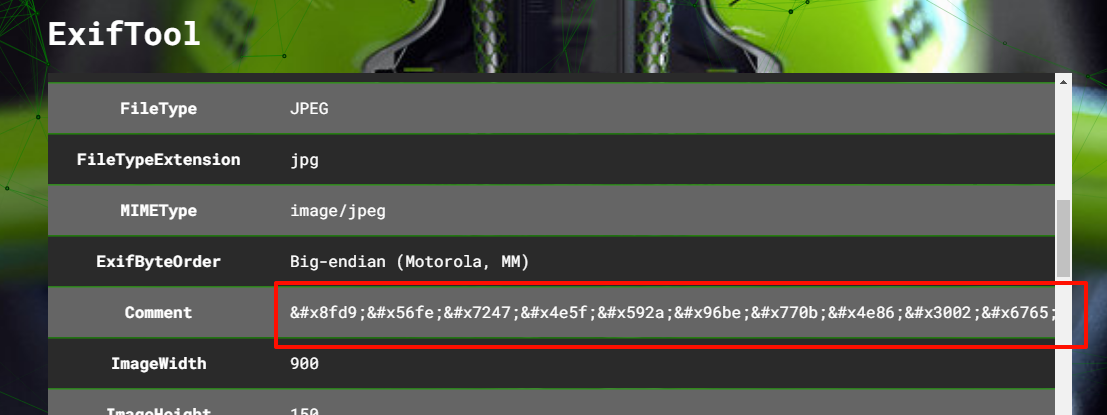 ExifTool
FileType JPEG
FileTypeExtension jpg
MIMEType image/jpeg
ExifByteOrder Big-endian (Motorola, MM)
Comment &#x8fd9;&#x56fe;&#x7247;&#x4e5f;&#x592a;&#x96be;&#x770b;&#x4e86;&#x3002;&#x6765;
ImageWidth 900
ImageHeight 150